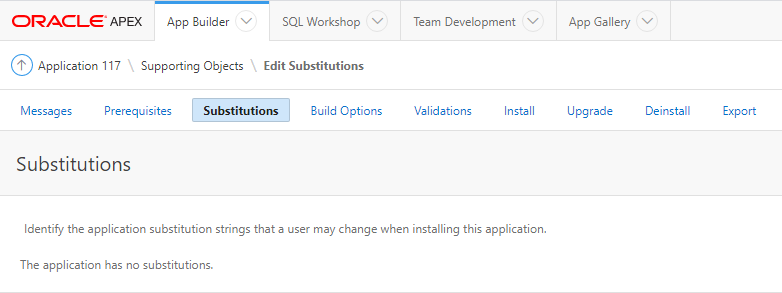 ORACLE APEX App Builder SQL Workshop Team Development App Gallery
Application 117 \ Supporting Objects \ Edit Substitutions
Messages Prerequisites Substitutions Build Options Validations Install Upgrade Deinstall Export
Substitutions
Identify the application substitution strings that a user may change when installing this application.
The application has no substitutions.